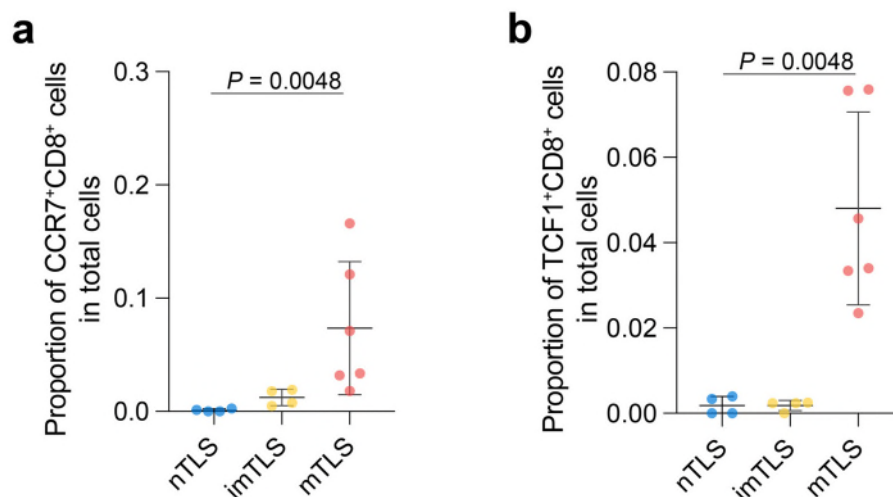 a
Proportion of CCR7⁺CD8⁺ cells
in total cells
0.3
0.2
0.1
0.0
P = 0.0048
nTLS
imTLS
mTLS
b
Proportion of TCF1⁺CD8⁺ cells
in total cells
0.08
0.06
0.04
0.02
0.00
P = 0.0048
nTLS
imTLS
mTLS